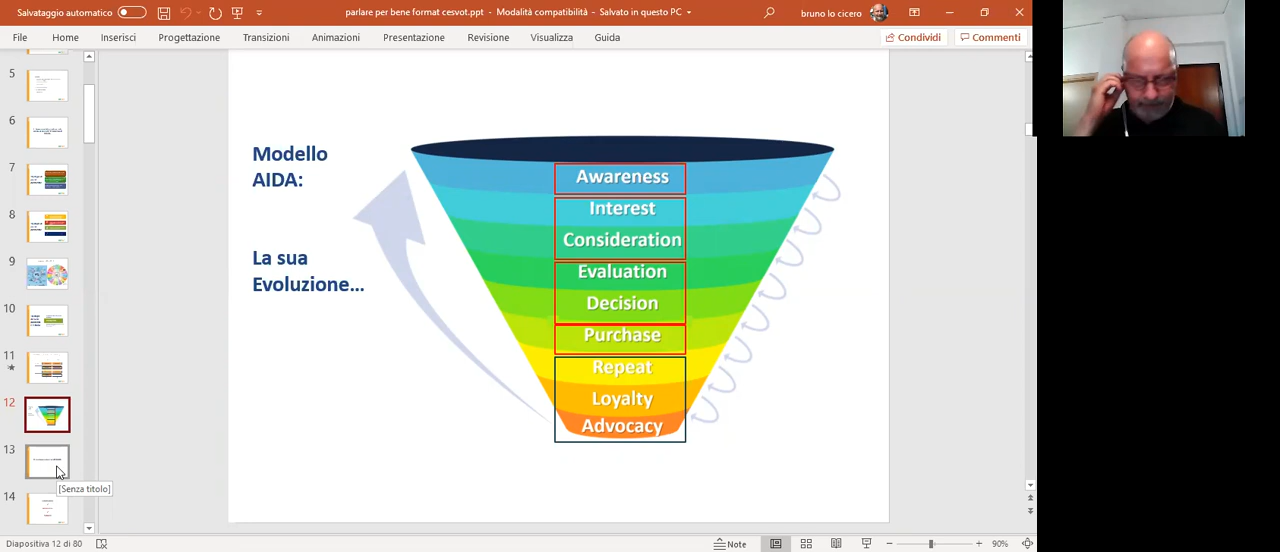 Salvataggio automatico
parlare per bene format cesvot.ppt - Modalità compatibilità - Salvato in questo PC
bruno lo cicero
File Home Inserisci Progettazione Transizioni Animazioni Presentazione Revisione Visualizza Guida
Condividi Commenti
5
6
7
8
9
10
11
12
13
14
[Senza titolo]
Modello
AIDA:
La sua
Evoluzione...
Awareness
Interest
Consideration
Evaluation
Decision
Purchase
Repeat
Loyalty
Advocacy
Diapositiva 12 di 80
Note
90%